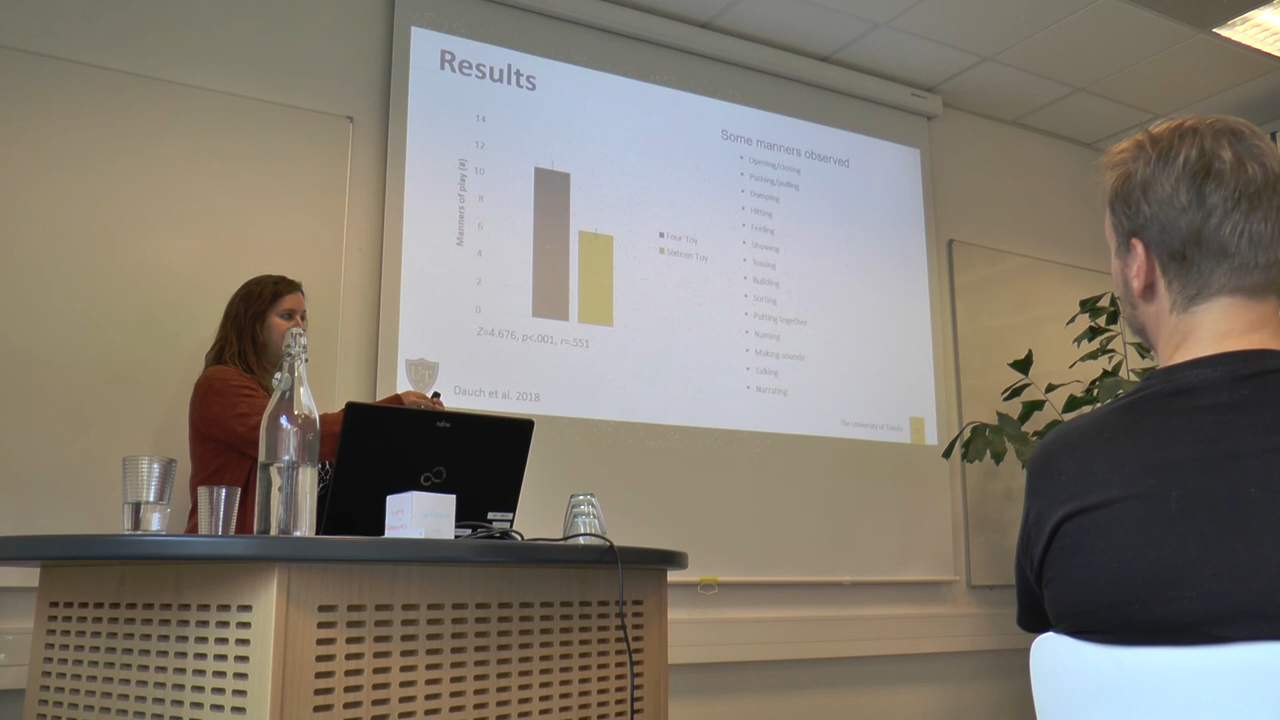 Results
14
12
10
8
6
4
2
0
Manners of play (#)
Four Toy
Sixteen Toy
Z=4.676, p<.001, r=.551
Some manners observed
• Opening/closing
• Pushing/pulling
• Dumping
• Hitting
• Feeling
• Showing
• Tossing
• Building
• Sorting
• Putting together
• Naming
• Making sounds
• Talking
• Narrating
UT
Dauch et al. 2018
The University of Toledo
FUJITSU